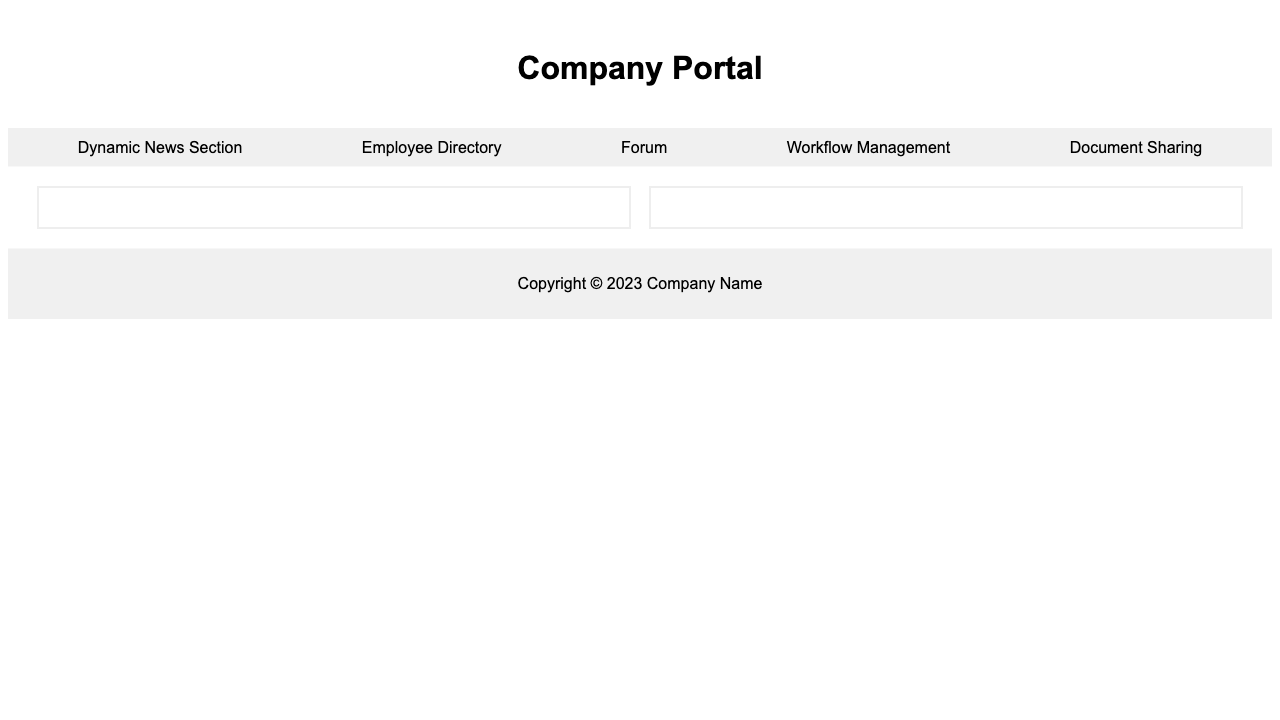 Company Portal
Dynamic News Section Employee Directory Forum Workflow Management Document Sharing
Copyright © 2023 Company Name